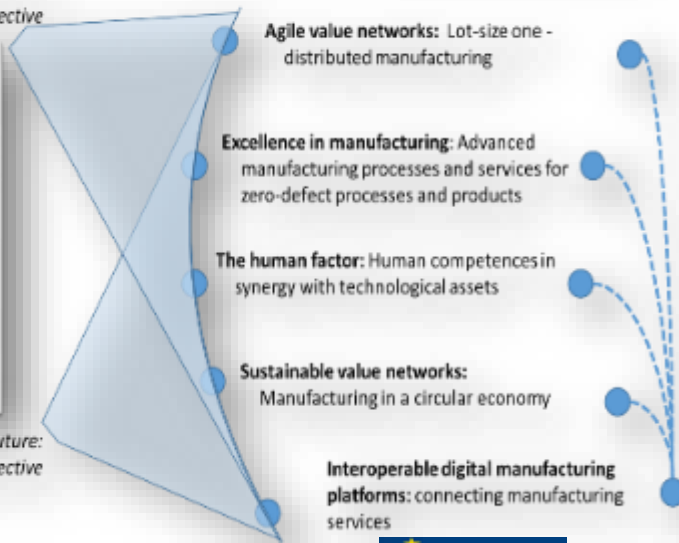 ective
Agile value networks: Lot-size one -
distributed manufacturing
Excellence in manufacturing: Advanced
manufacturing processes and services for
zero-defect processes and products
The human factor: Human competences in
synergy with technological assets
Sustainable value networks:
Manufacturing in a circular economy
uture:
ective
Interoperable digital manufacturing
platforms: connecting manufacturing
services